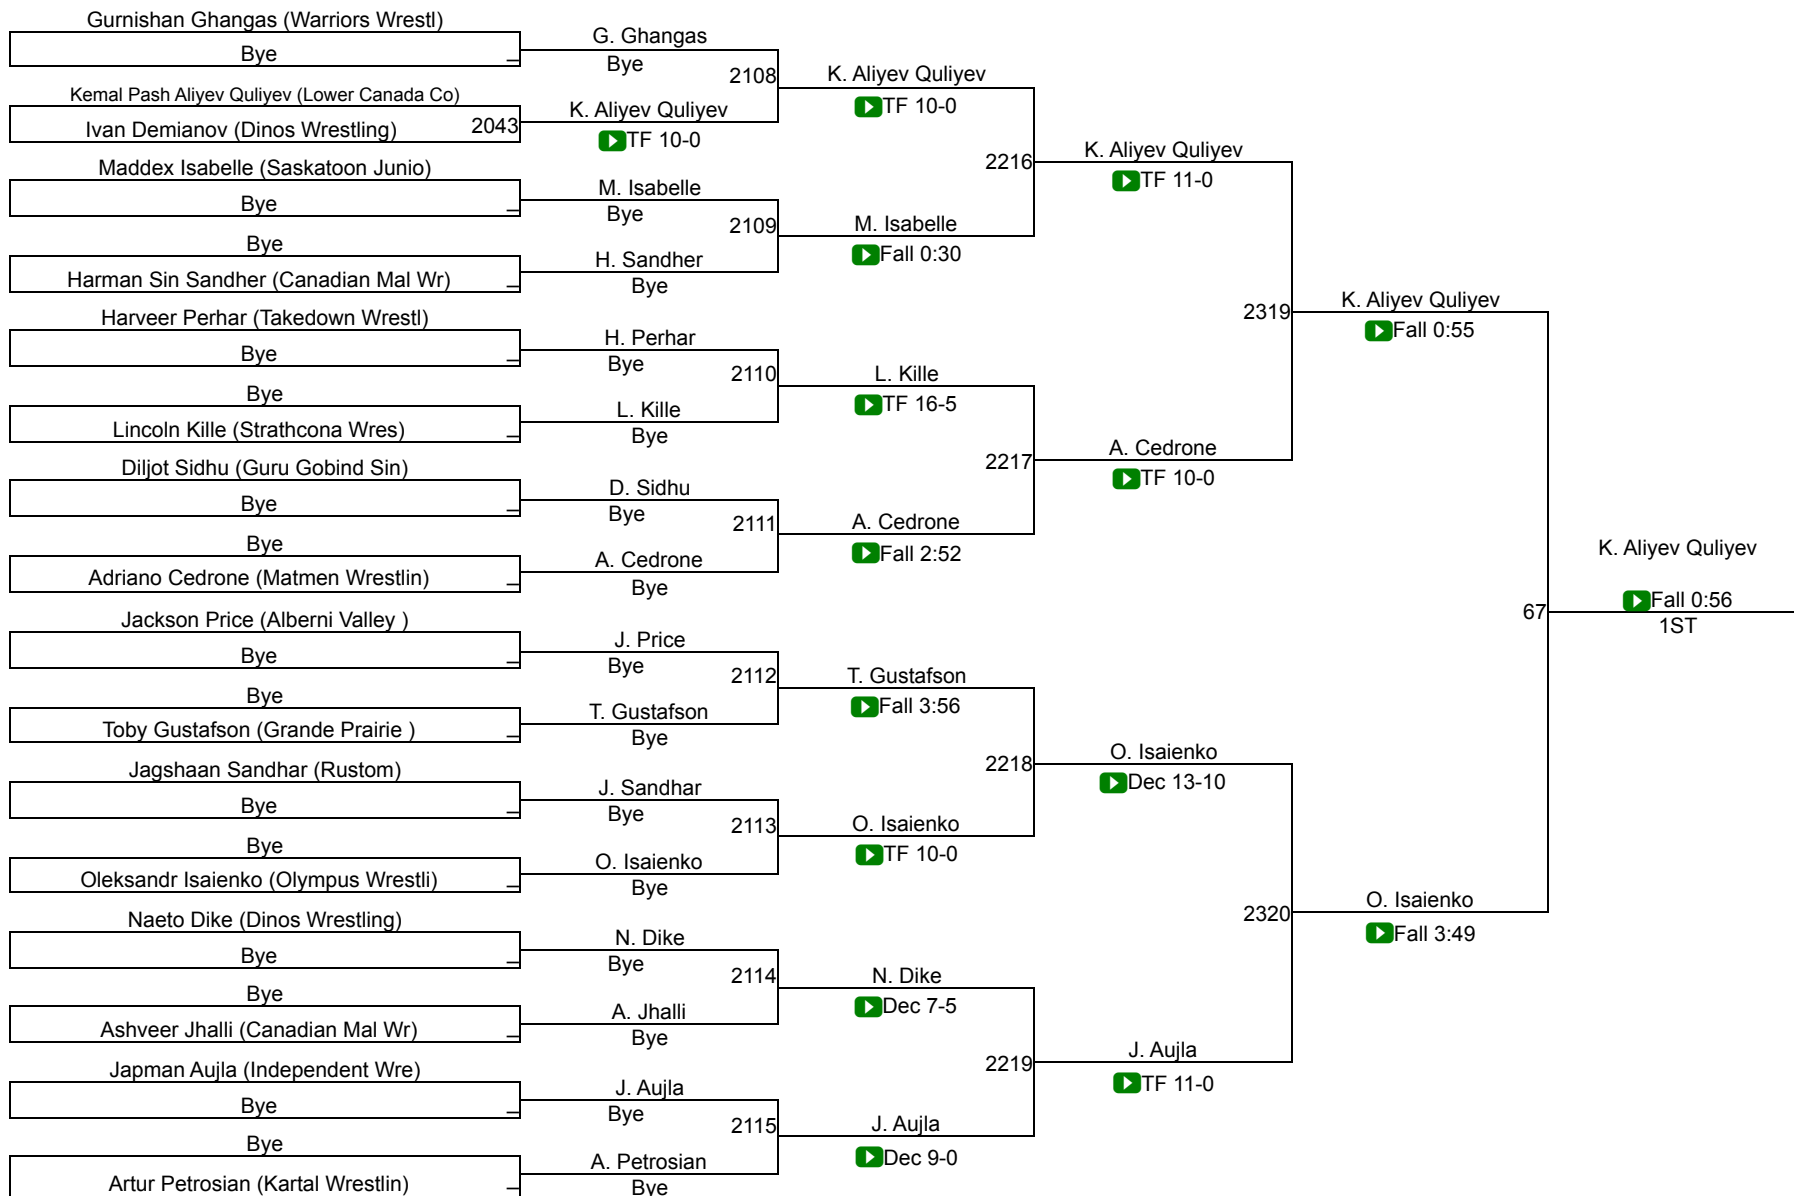 Gurnishan Ghangas (Warriors Wrestl)
Bye
G. Ghangas
Bye
2108
Kemal Pash Aliyev Quliyev (Lower Canada Co)
Ivan Demianov (Dinos Wrestling)
2043
K. Aliyev Quliyev
TF 10-0
K. Aliyev Quliyev
TF 10-0
Maddex Isabelle (Saskatoon Junio)
Bye
M. Isabelle
Bye
2109
Bye
Harman Sin Sandher (Canadian Mal Wr)
H. Sandher
Bye
M. Isabelle
Fall 0:30
2216
K. Aliyev Quliyev
TF 11-0
Harveer Perhar (Takedown Wrestl)
Bye
H. Perhar
Bye
2110
Bye
Lincoln Kille (Strathcona Wres)
L. Kille
Bye
L. Kille
TF 16-5
Diljot Sidhu (Guru Gobind Sin)
Bye
D. Sidhu
Bye
2111
Bye
Adriano Cedrone (Matmen Wrestlin)
A. Cedrone
Bye
A. Cedrone
Fall 2:52
2217
A. Cedrone
TF 10-0
2319
K. Aliyev Quliyev
Fall 0:55
Jackson Price (Alberni Valley )
Bye
J. Price
Bye
2112
Bye
Toby Gustafson (Grande Prairie )
T. Gustafson
Bye
T. Gustafson
Fall 3:56
Jagshaan Sandhar (Rustom)
Bye
J. Sandhar
Bye
2113
Bye
Oleksandr Isaienko (Olympus Wrestli)
O. Isaienko
Bye
O. Isaienko
TF 10-0
2218
O. Isaienko
Dec 13-10
Naeto Dike (Dinos Wrestling)
Bye
N. Dike
Bye
2114
Bye
Ashveer Jhalli (Canadian Mal Wr)
A. Jhalli
Bye
N. Dike
Dec 7-5
Japman Aujla (Independent Wre)
Bye
J. Aujla
Bye
2115
Bye
Artur Petrosian (Kartal Wrestlin)
A. Petrosian
Bye
J. Aujla
Dec 9-0
2219
J. Aujla
TF 11-0
2320
O. Isaienko
Fall 3:49
67
K. Aliyev Quliyev
Fall 0:56
1ST